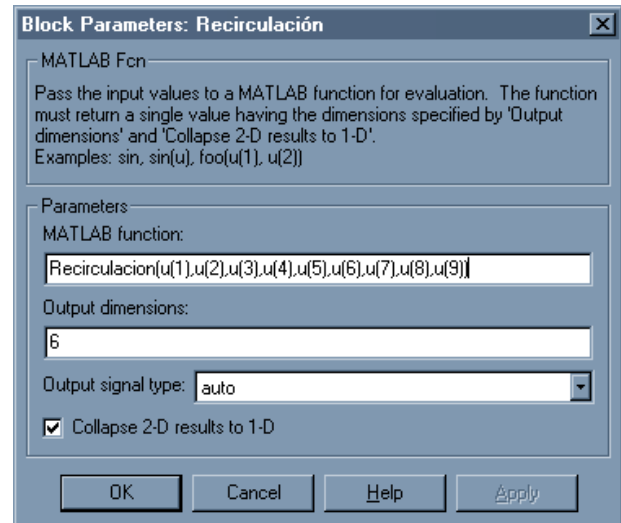 Block Parameters: Recirculación
MATLAB Fcn
Pass the input values to a MATLAB function for evaluation. The function
must return a single value having the dimensions specified by 'Output
dimensions' and 'Collapse 2-D results to 1-D'.
Examples: sin, sin(u), foo(u(1), u(2))
Parameters
MATLAB function:
Recirculacion(u(1),u(2),u(3),u(4),u(5),u(6),u(7),u(8),u(9))
Output dimensions:
6
Output signal type: auto
Collapse 2-D results to 1-D
OK Cancel Help Apply